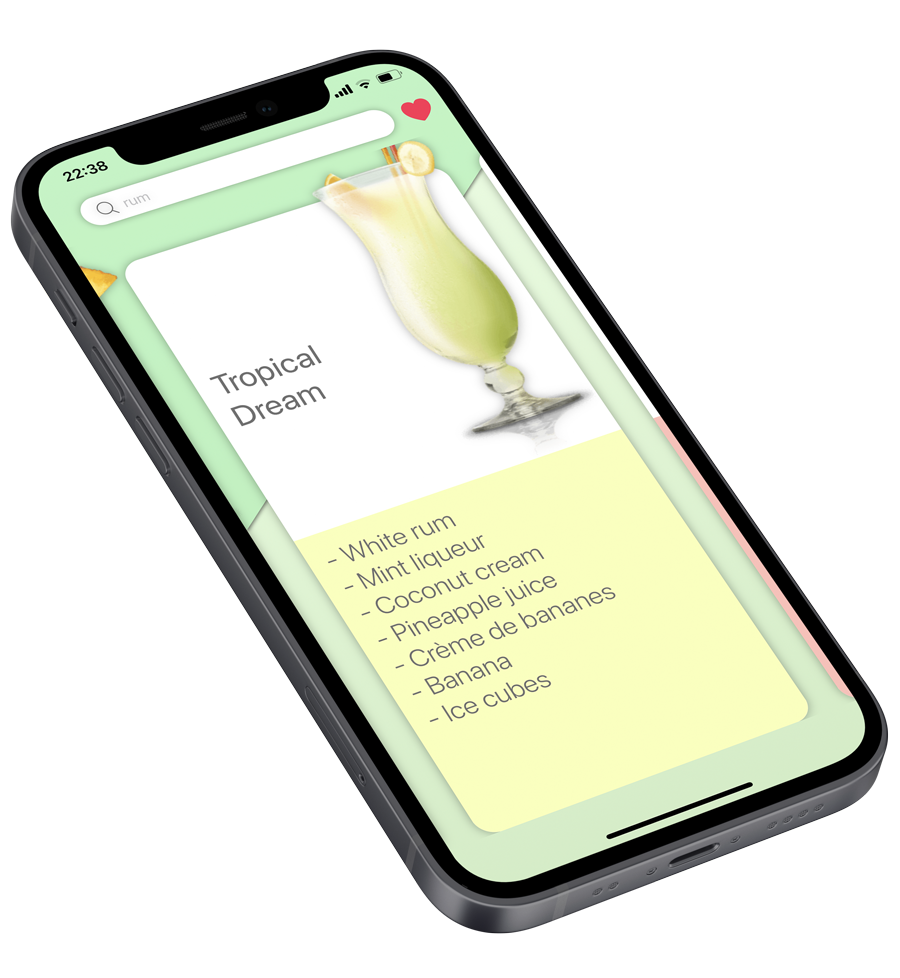 22:38
rum
Tropical
Dream
- White rum
- Mint liqueur
- Coconut cream
- Pineapple juice
- Crème de bananes
- Banana
- Ice cubes